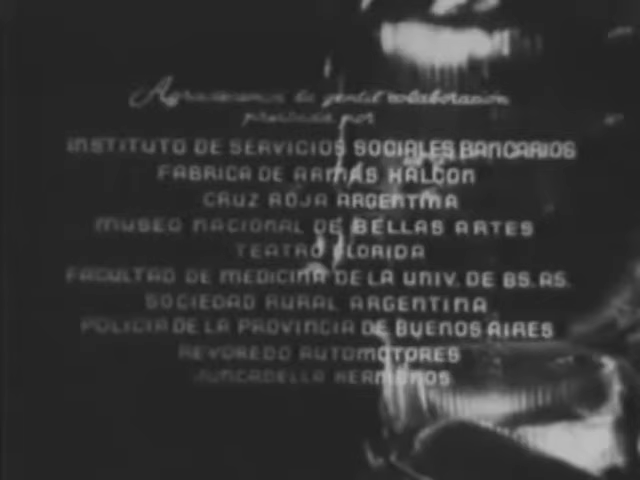 Agradecemos la gentil colaboración
prestada por
INSTITUTO DE SERVICIOS SOCIALES BANCARIOS
FABRICA DE ARMAS HALCON
CRUZ ROJA ARGENTINA
MUSEO NACIONAL DE BELLAS ARTES
TEATRO FLORIDA
FACULTAD DE MEDICINA DE LA UNIV. DE BS. AS.
SOCIEDAD RURAL ARGENTINA
POLICIA DE LA PROVINCIA DE BUENOS AIRES
REVOREDO AUTOMOTORES
JUNCADELLA HERMANOS